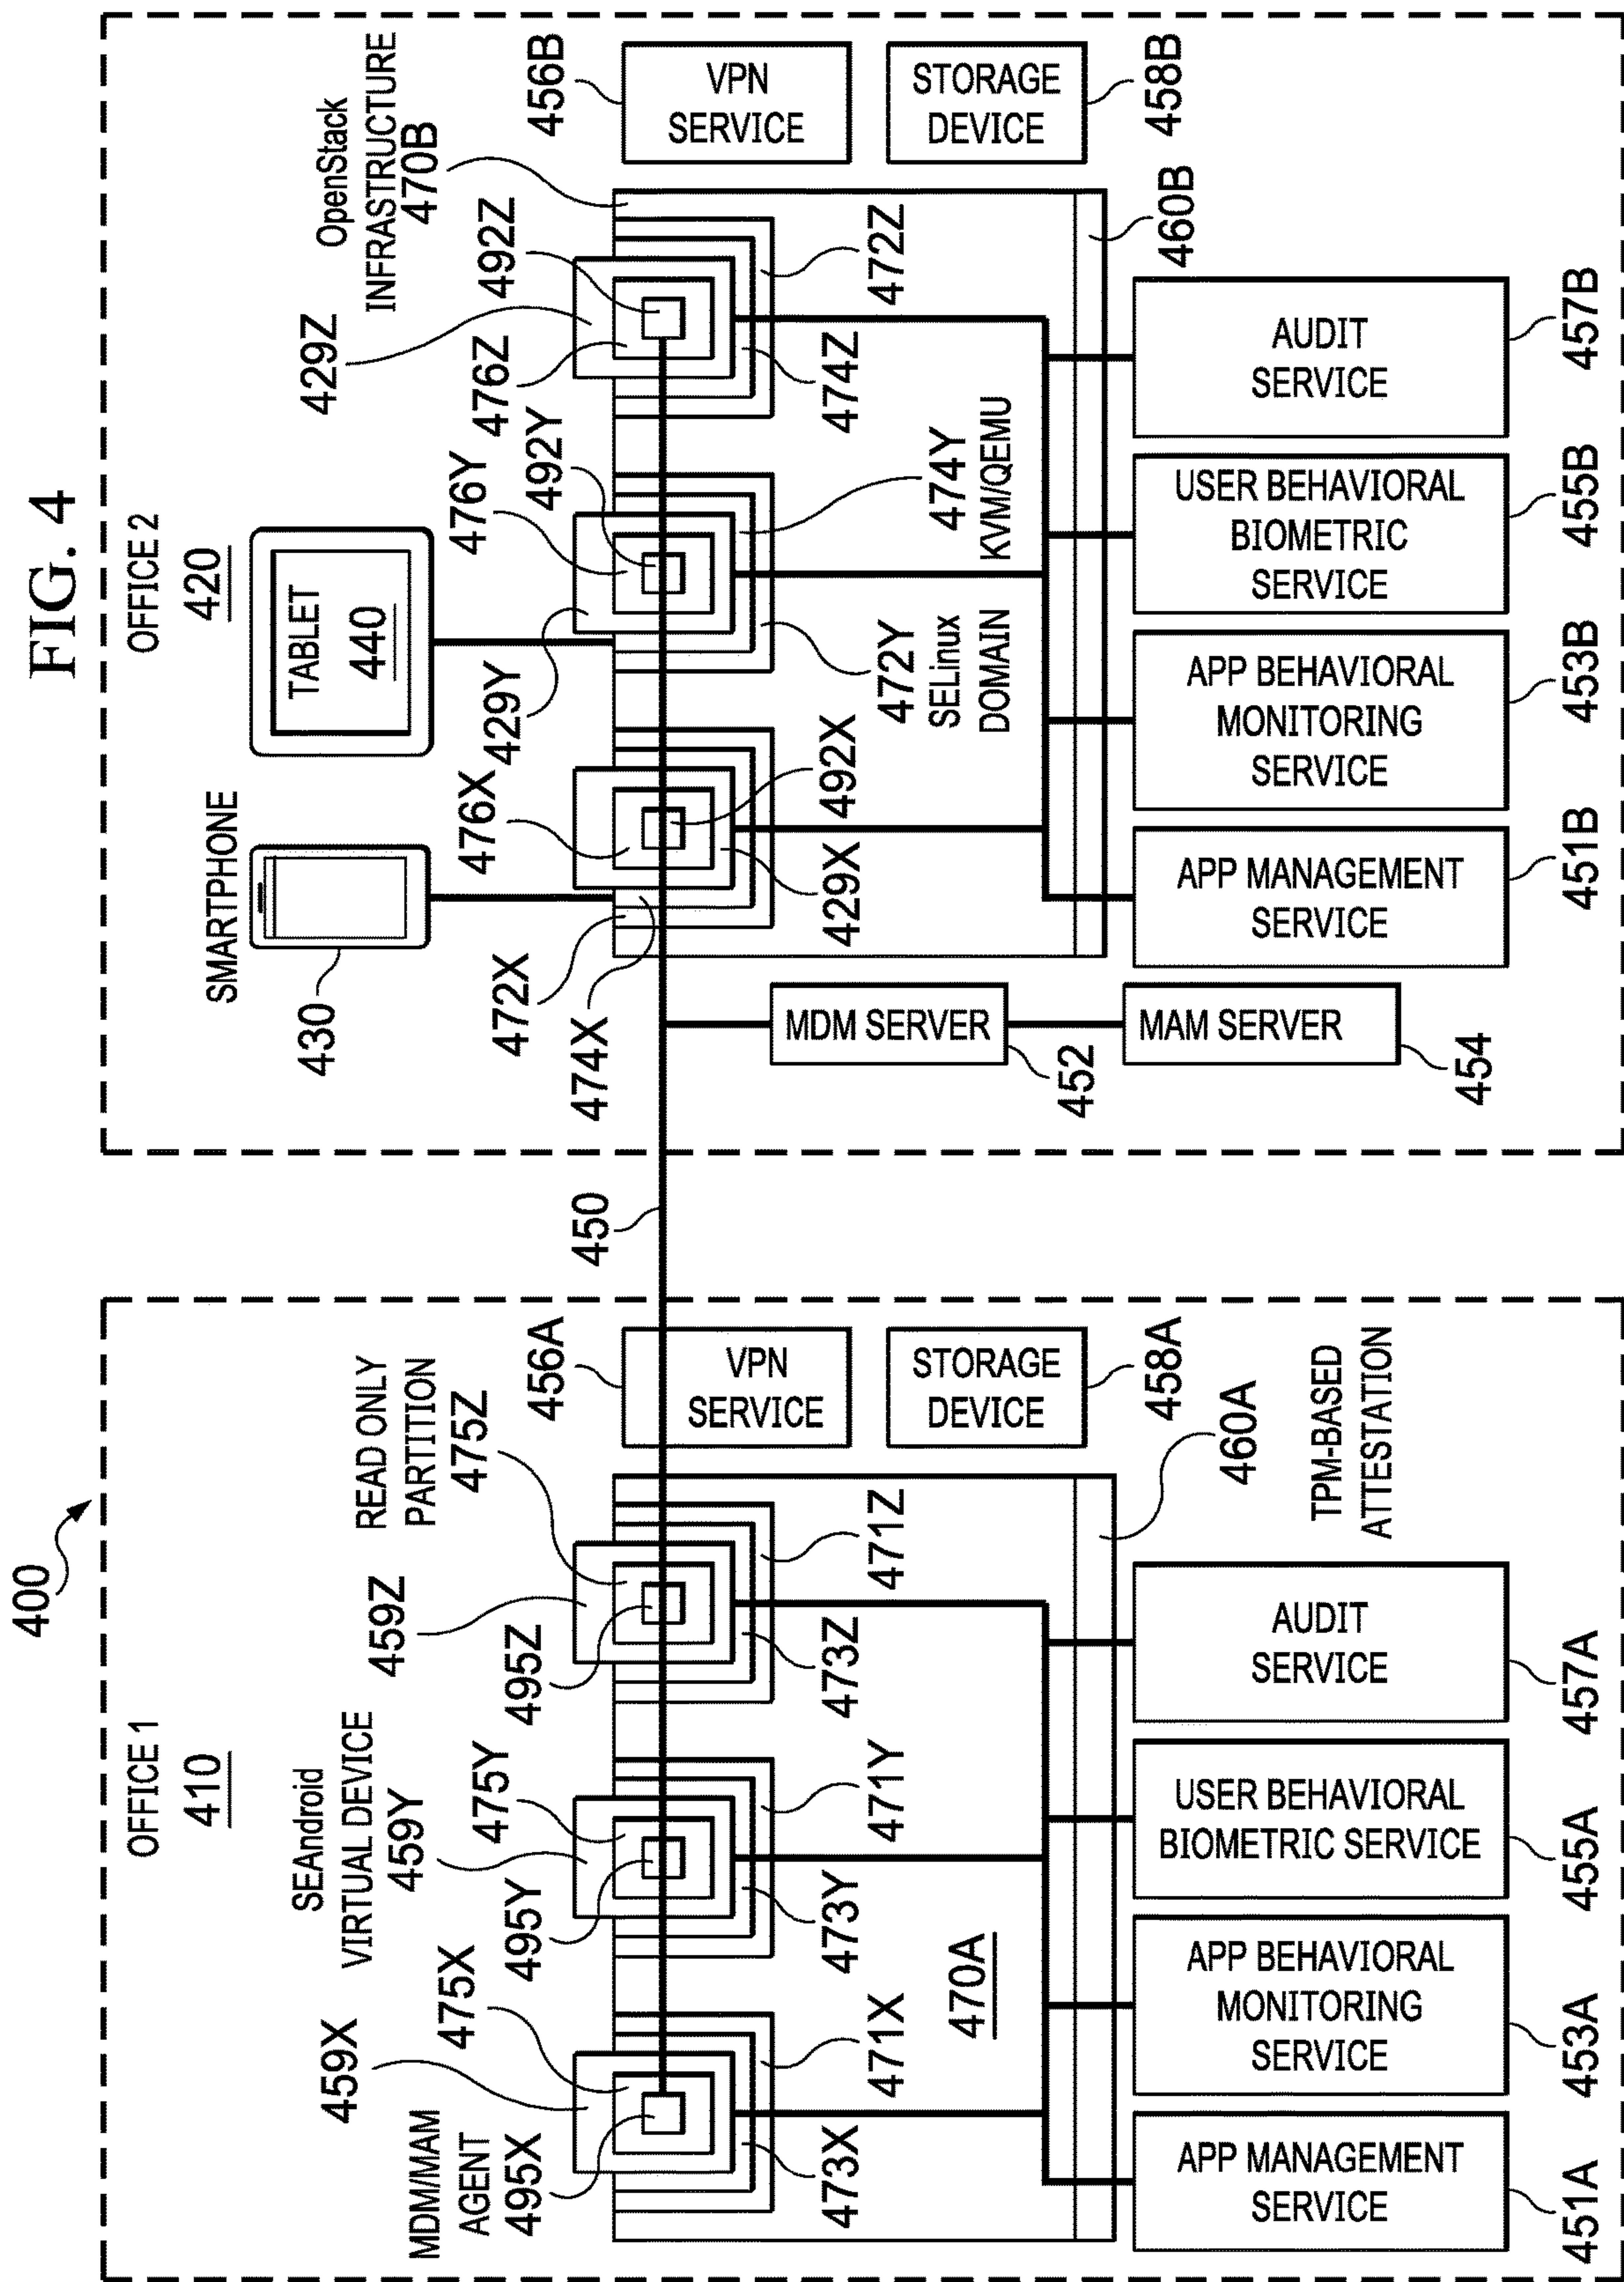 FIG. 4
400
OFFICE 1
410
MDM/MAM
AGENT
495X
459X
475X
SEAndroid
VIRTUAL DEVICE
459Y
495Y
475Y
459Z
495Z
READ ONLY
PARTITION
475Z
456A
VPN
SERVICE
STORAGE
DEVICE
458A
473X
471X
473Y
471Y
473Z
471Z
470A
460A
TPM-BASED
ATTESTATION
APP MANAGEMENT
SERVICE
451A
APP BEHAVIORAL
MONITORING
SERVICE
453A
USER BEHAVIORAL
BIOMETRIC SERVICE
455A
AUDIT
SERVICE
457A
450
OFFICE 2
420
SMARTPHONE
430
TABLET
440
472X
474X
476X
429Y
476Y
492Y
429Z
476Z
492Z
OpenStack
INFRASTRUCTURE
470B
456B
VPN
SERVICE
STORAGE
DEVICE
458B
429X
492X
472Y
SELinux
DOMAIN
474Y
KVM/QEMU
474Z
472Z
460B
MDM SERVER
452
MAM SERVER
454
APP MANAGEMENT
SERVICE
451B
APP BEHAVIORAL
MONITORING
SERVICE
453B
USER BEHAVIORAL
BIOMETRIC
SERVICE
455B
AUDIT
SERVICE
457B